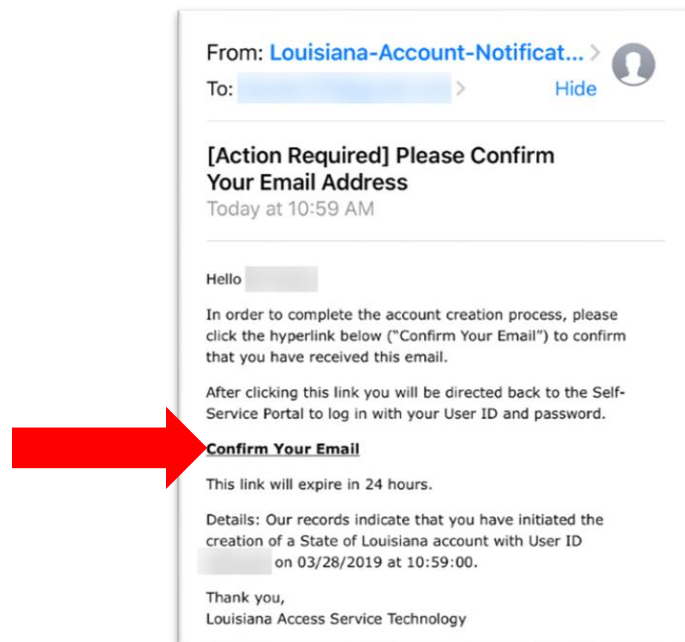 From: Louisiana-Account-Notificat... >
To: >
Hide
[Action Required] Please Confirm
Your Email Address
Today at 10:59 AM
Hello
In order to complete the account creation process, please
click the hyperlink below ("Confirm Your Email") to confirm
that you have received this email.
After clicking this link you will be directed back to the Self-
Service Portal to log in with your User ID and password.
Confirm Your Email
This link will expire in 24 hours.
Details: Our records indicate that you have initiated the
creation of a State of Louisiana account with User ID
on 03/28/2019 at 10:59:00.
Thank you,
Louisiana Access Service Technology